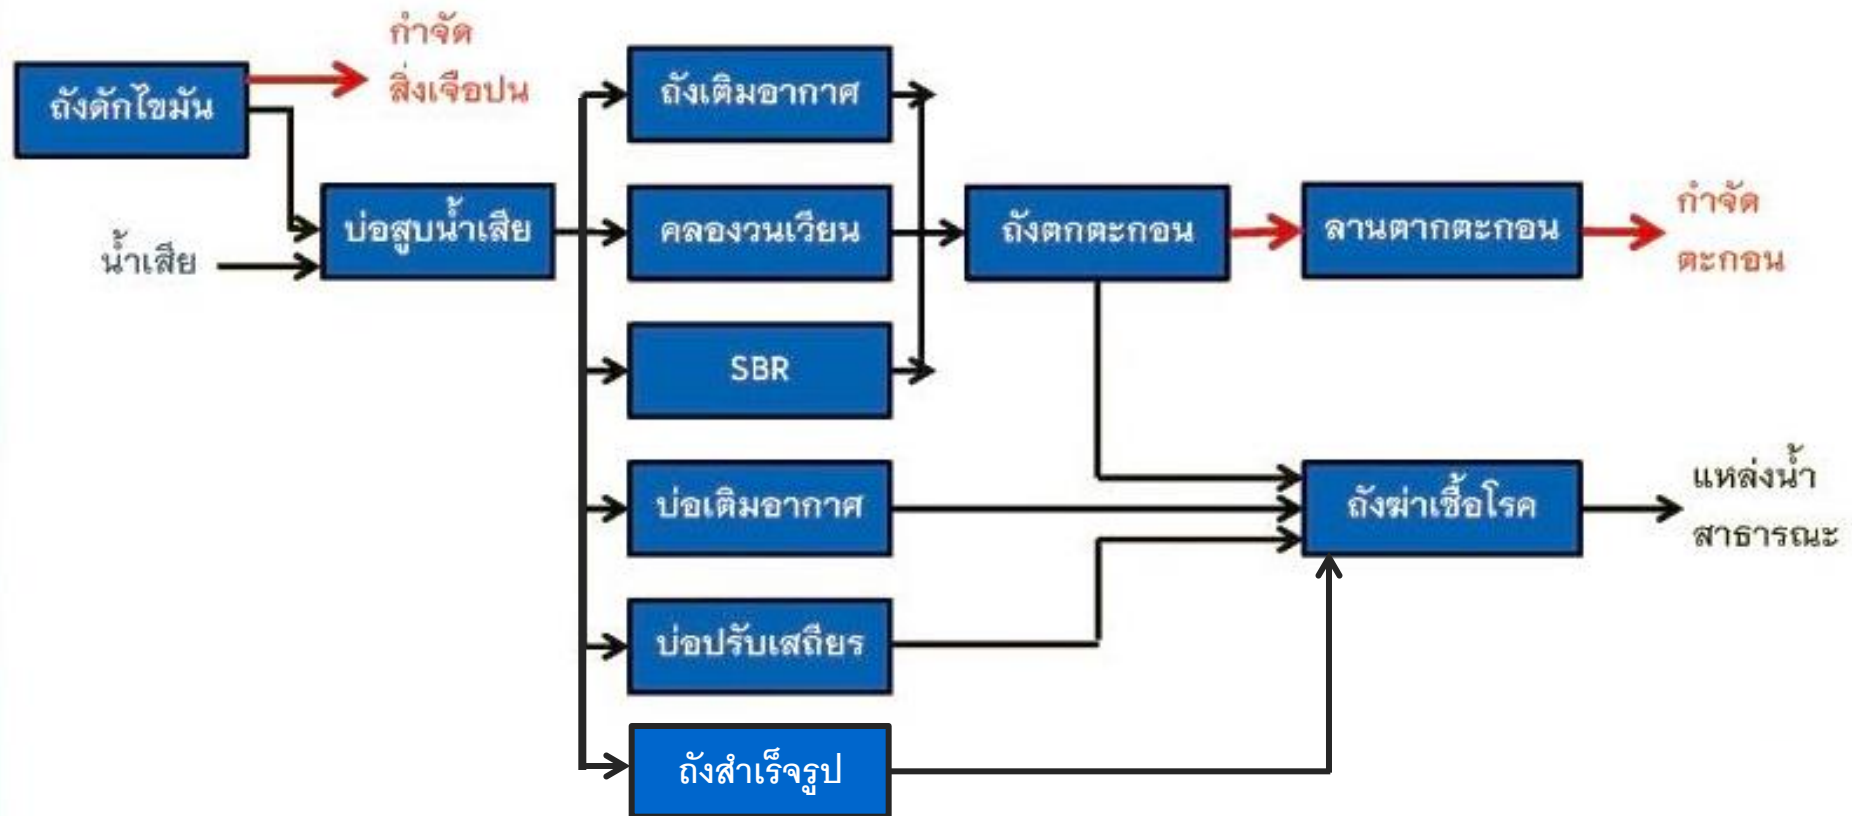 กำจัด
สิ่งเจือปน
ถังดักไขมัน
น้ำเสีย
บ่อสูบน้ำเสีย
ถังเติมอากาศ
คลองวนเวียน
SBR
บ่อเติมอากาศ
บ่อปรับเสถียร
ถังสำเร็จรูป
ถังตกตะกอน
ลานตากตะกอน
กำจัด
ตะกอน
ถังฆ่าเชื้อโรค
แหล่งน้ำ
สาธารณะ